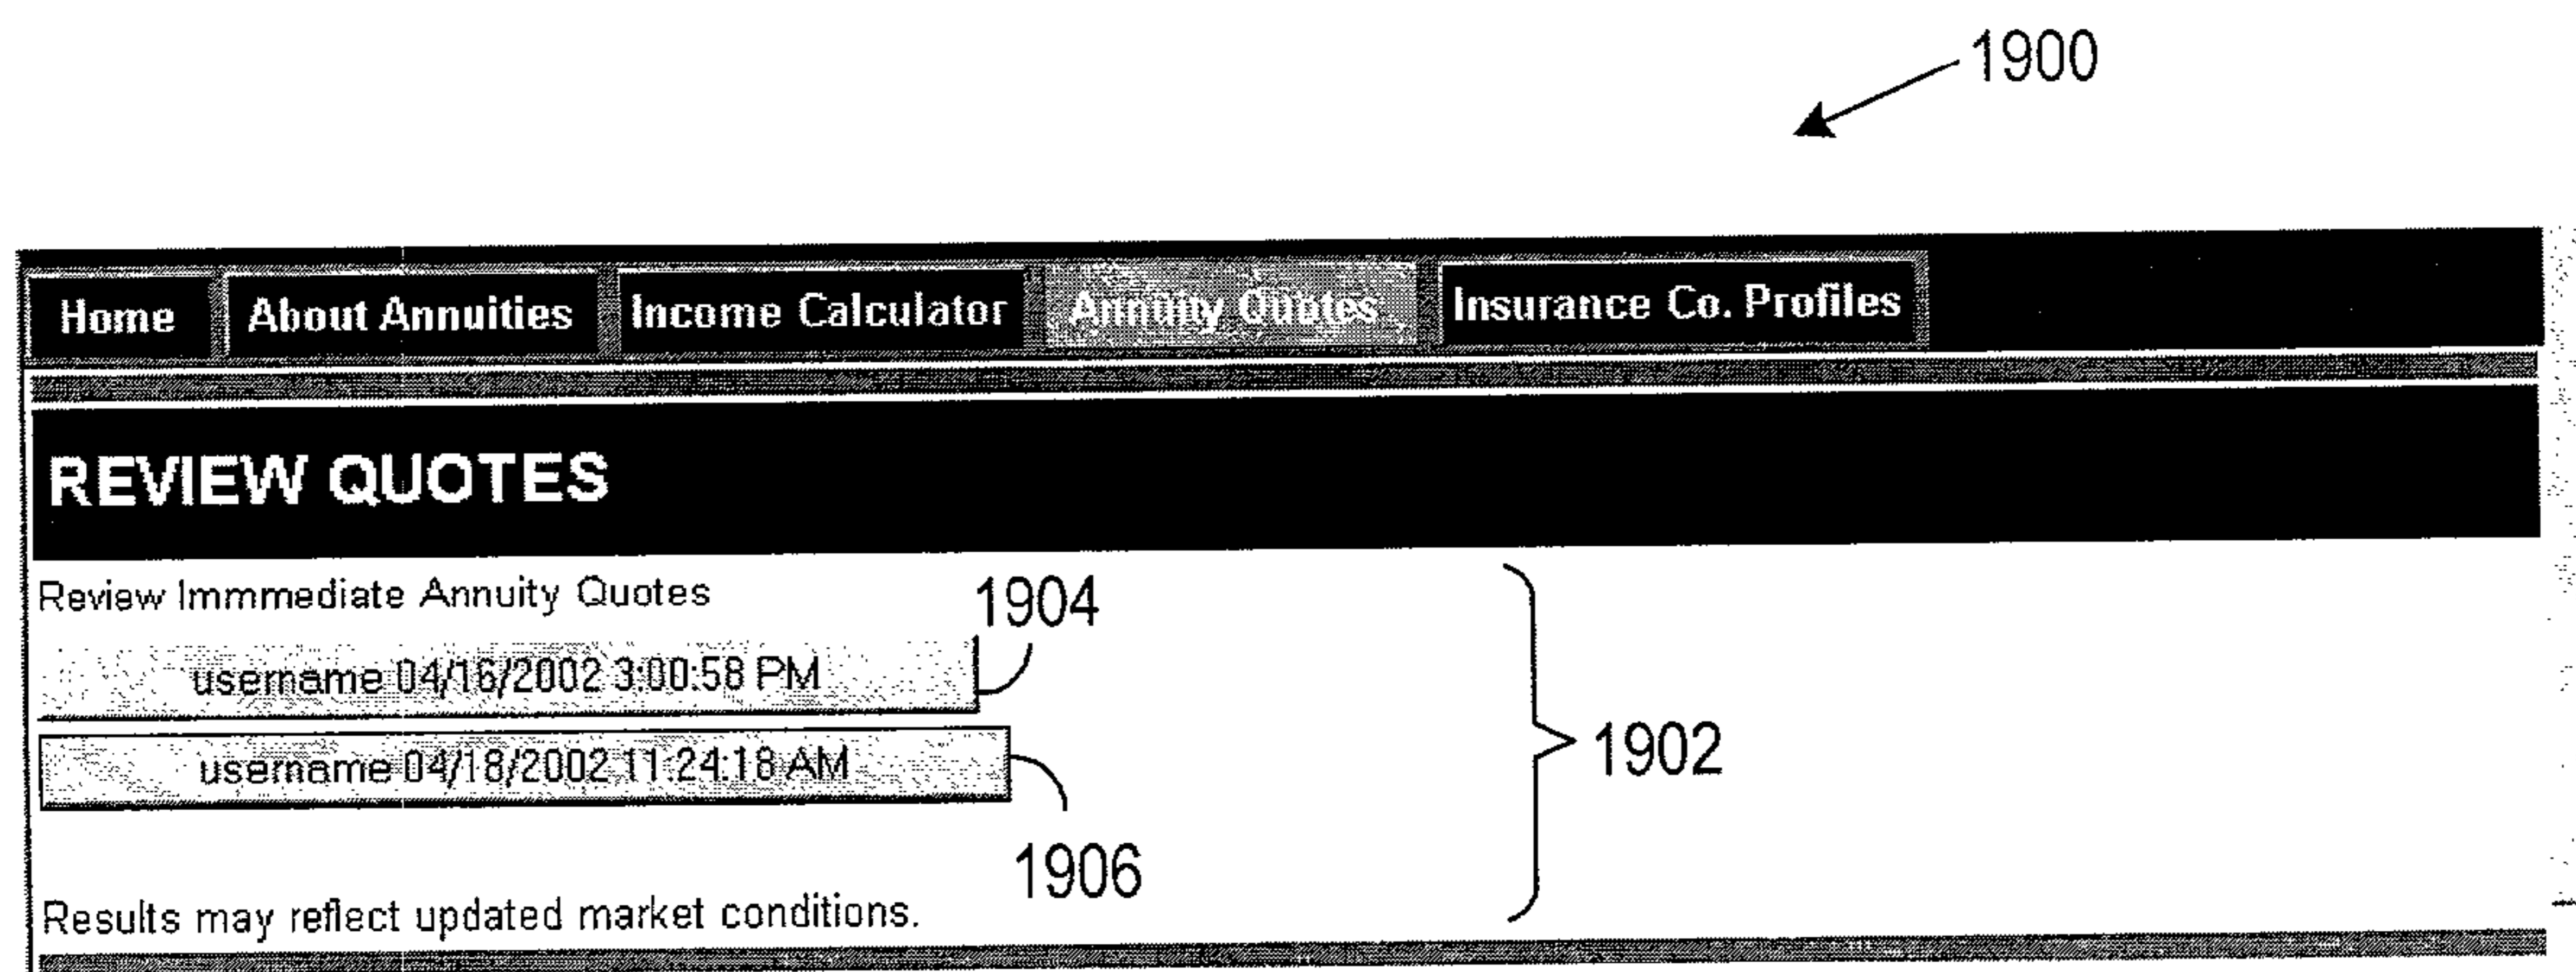 1900
Home About Annuities Income Calculator Annuity Quotes Insurance Co. Profiles
REVIEW QUOTES
Review Immmediate Annuity Quotes
1904
username 04/16/2002 3:00:58 PM
username 04/18/2002 11:24:18 AM
1902
1906
Results may reflect updated market conditions.